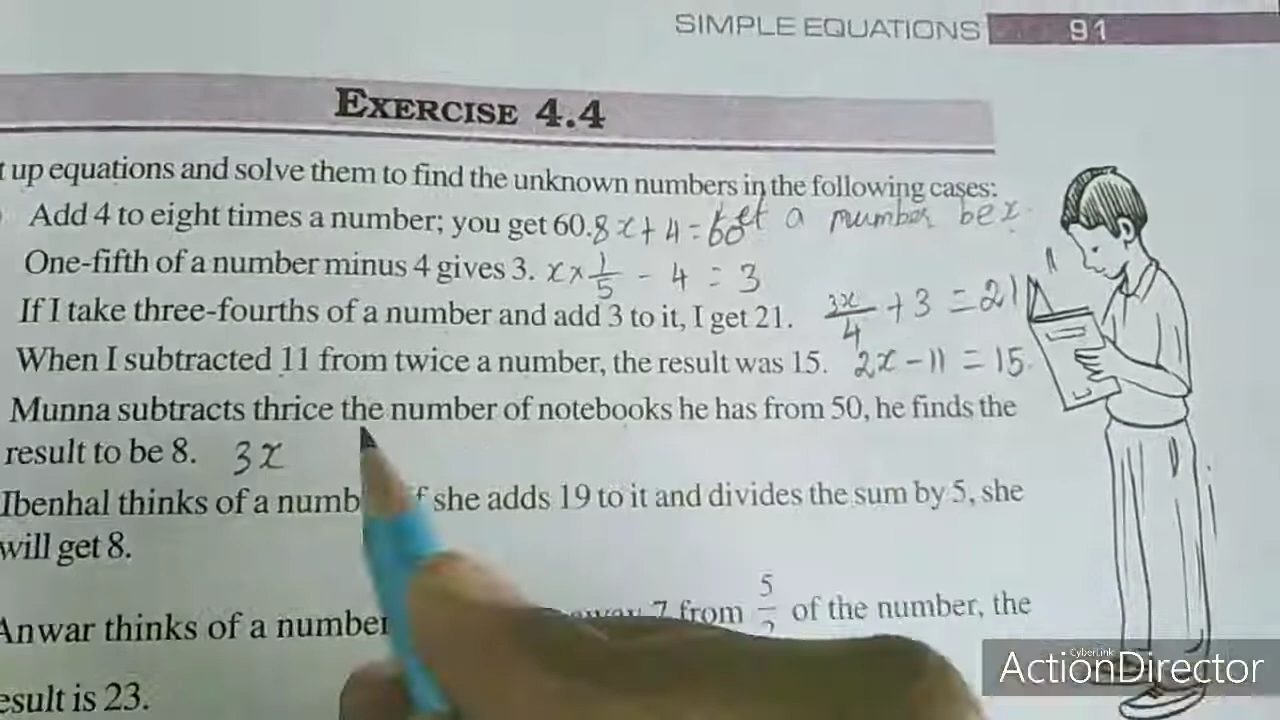 SIMPLE EQUATIONS 91
EXERCISE 4.4
t up equations and solve them to find the unknown numbers in the following cases:
Add 4 to eight times a number; you get 60. 8x+4=60 et a number be x.
One-fifth of a number minus 4 gives 3. x×1/5 - 4 = 3
If I take three-fourths of a number and add 3 to it, I get 21. 3x/4 +3 =21
When I subtracted 11 from twice a number, the result was 15. 2x-11 = 15.
Munna subtracts thrice the number of notebooks he has from 50, he finds the
result to be 8. 3x
Ibenhal thinks of a numb f she adds 19 to it and divides the sum by 5, she
will get 8.
Anwar thinks of a number 7 from 5/2 of the number, the
esult is 23.
CyberLink
ActionDirector